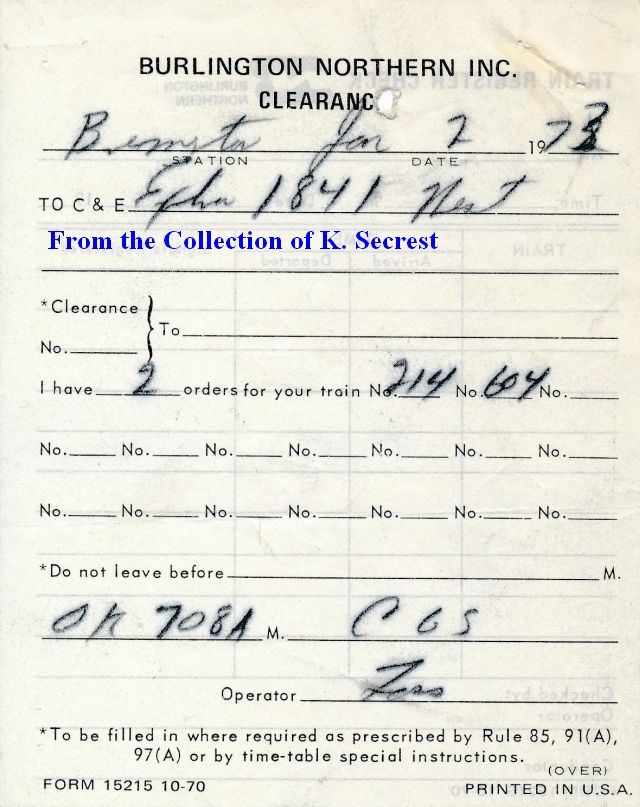 BURLINGTON NORTHERN INC.
CLEARANC
Jan 2 1973
STATION DATE
TO C & E Extra 1841 West
From the Collection of K. Secrest
*Clearance
No. To
I have 2 orders for your train No. 214 No. 604 No.
No. No. No. No. No. No. No.
No. No. No. No. No. No. No.
*Do not leave before M.
OK 708A M. C G S
Operator
*To be filled in where required as prescribed by Rule 85, 91(A),
97(A) or by time-table special instructions.
(OVER)
FORM 15215 10-70 PRINTED IN U.S.A.